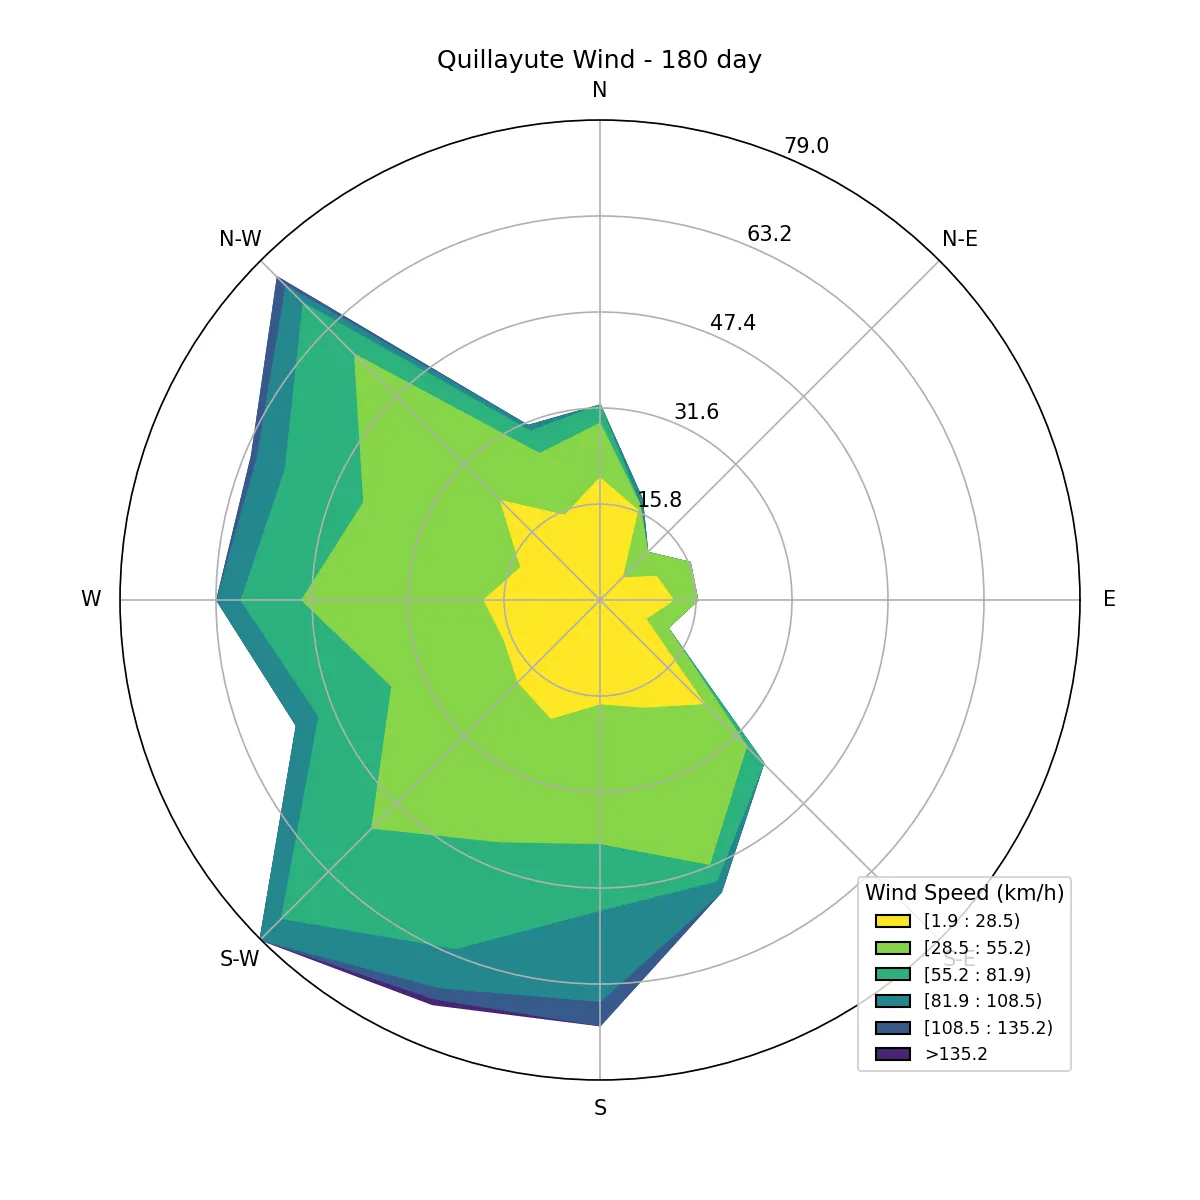 Quillayute Wind - 180 day
N
79.0
63.2
N-W
N-E
47.4
31.6
15.8
W
E
Wind Speed (km/h)
[1.9 : 28.5)
[28.5 : 55.2)
S-W
S-E
[55.2 : 81.9)
[81.9 : 108.5)
[108.5 : 135.2)
>135.2
S